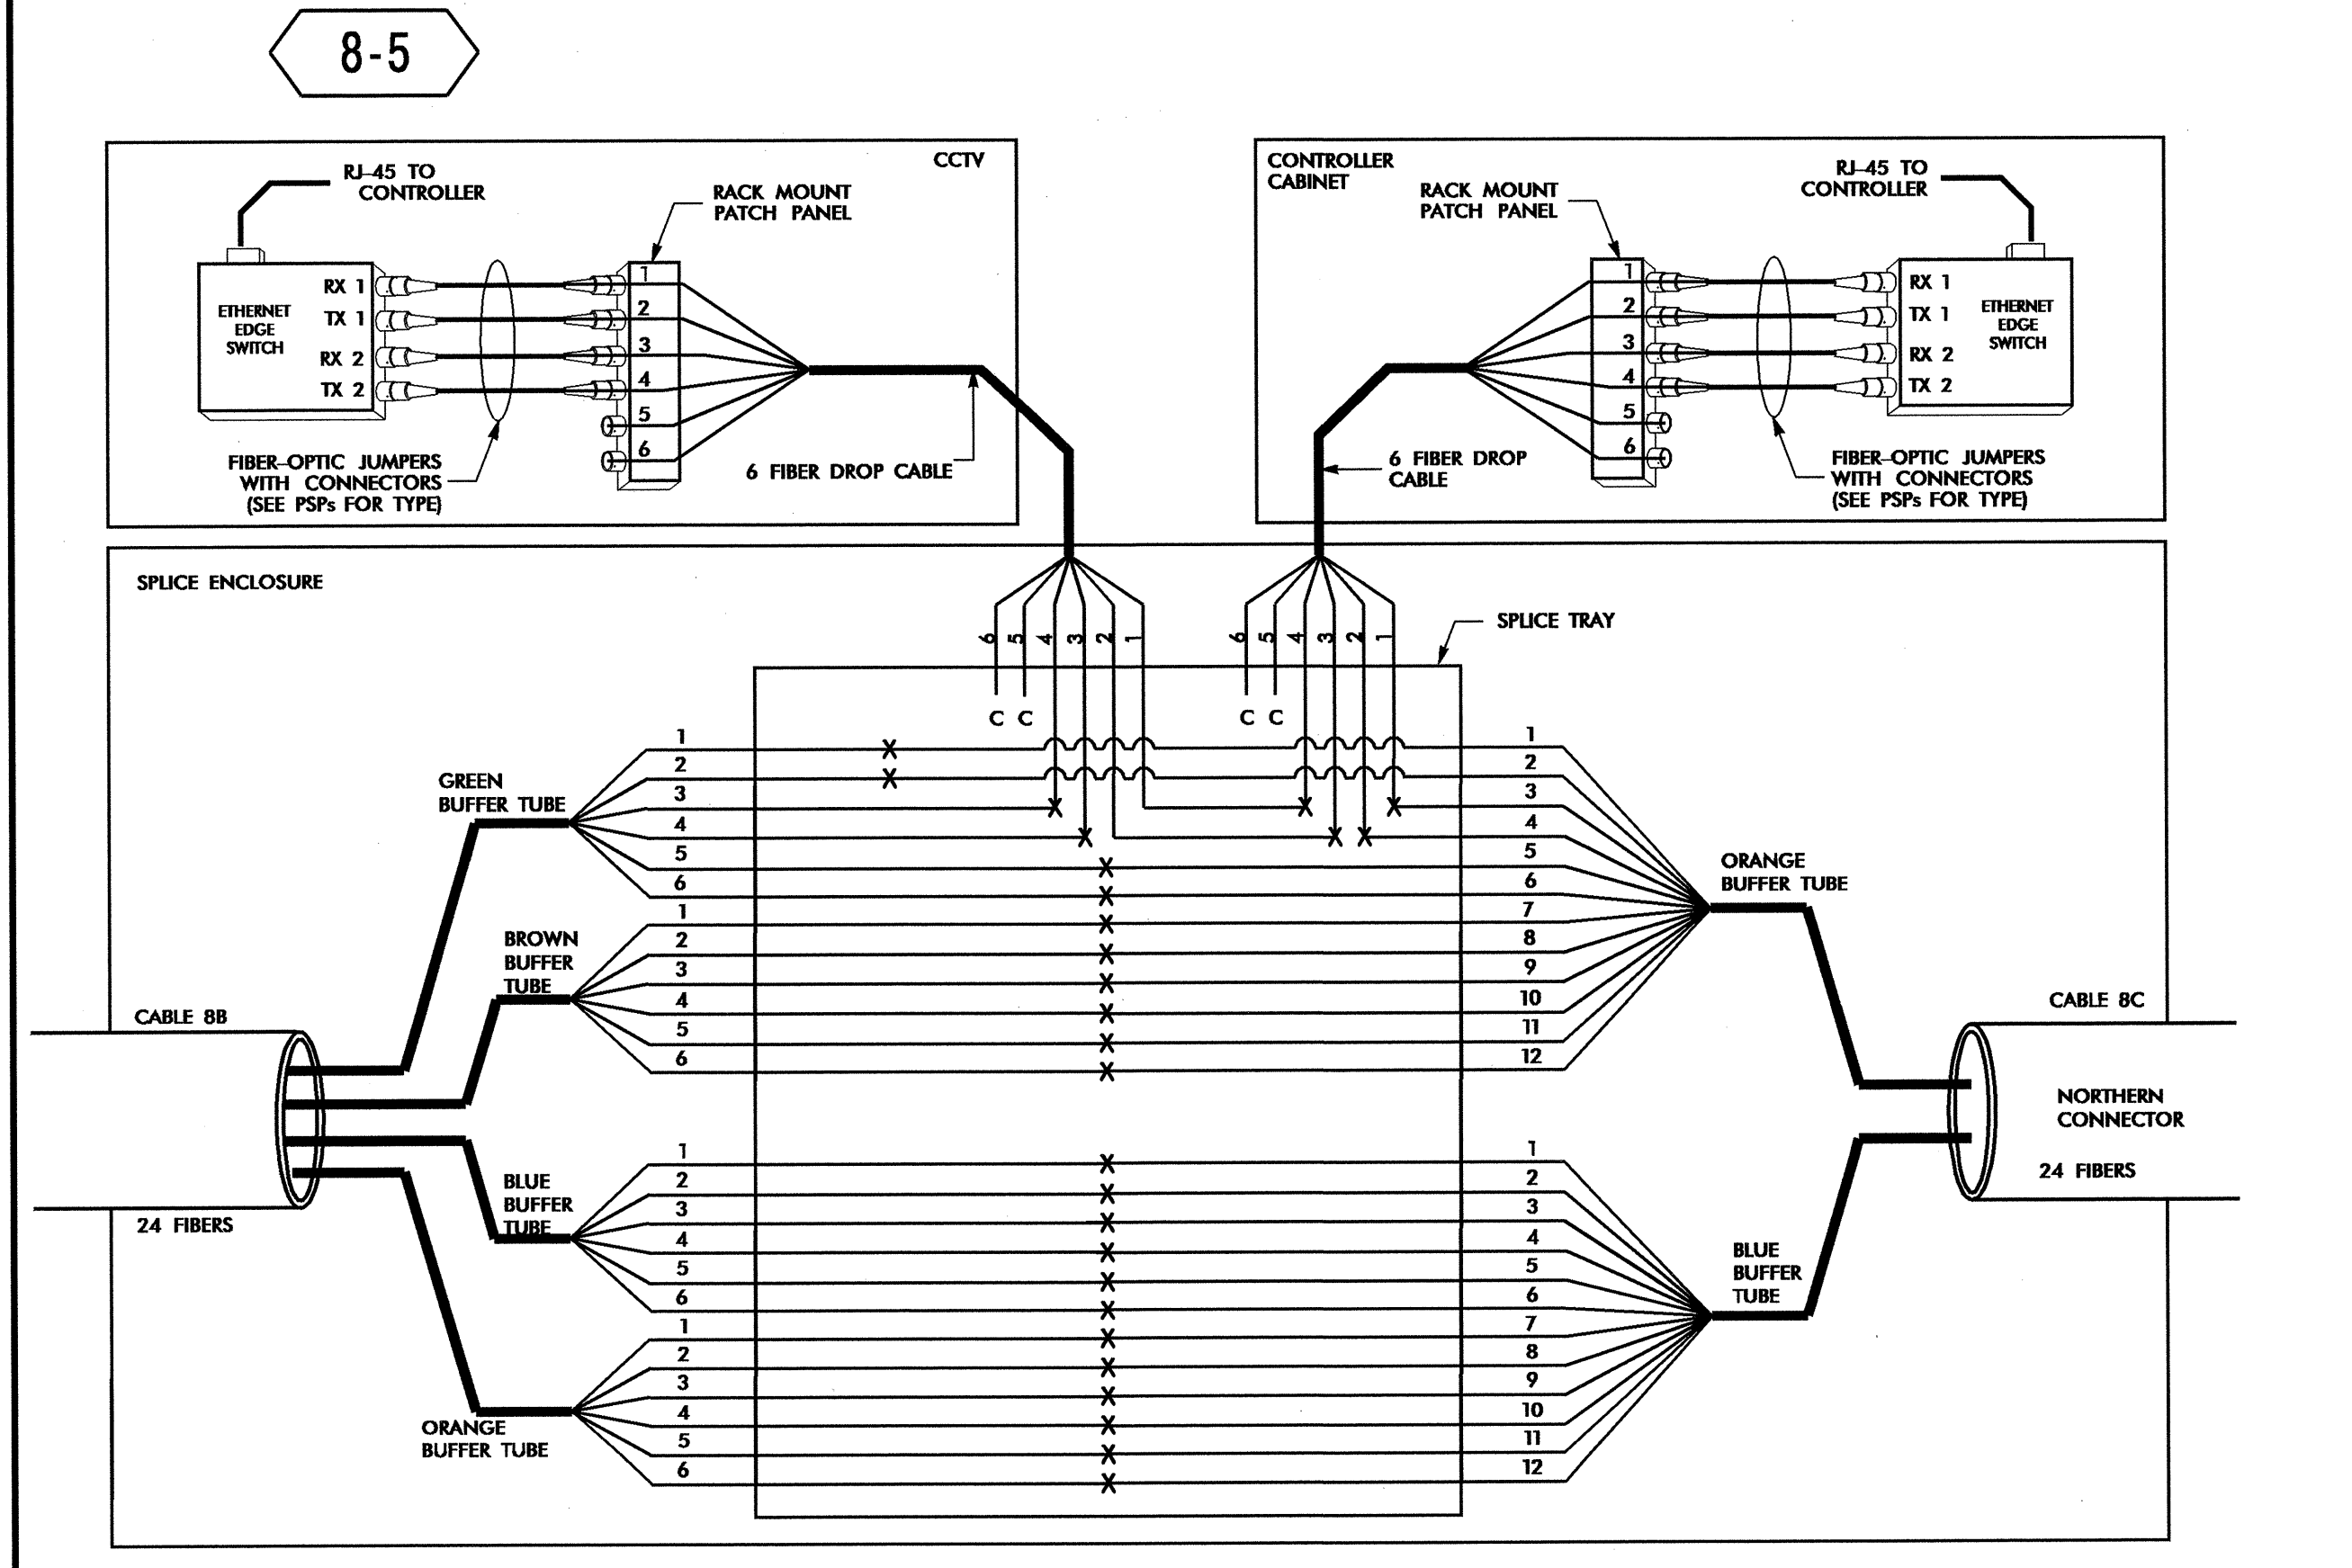 8-5
CCTV
RJ-45 TO
CONTROLLER
RACK MOUNT
PATCH PANEL
ETHERNET
EDGE
SWITCH
RX 1
TX 1
RX 2
TX 2
1
2
3
4
5
6
FIBER-OPTIC JUMPERS
WITH CONNECTORS
(SEE PSPs FOR TYPE)
6 FIBER DROP CABLE
CONTROLLER
CABINET
RACK MOUNT
PATCH PANEL
RJ-45 TO
CONTROLLER
1
2
3
4
5
6
RX 1
TX 1
RX 2
TX 2
ETHERNET
EDGE
SWITCH
6 FIBER DROP
CABLE
FIBER-OPTIC JUMPERS
WITH CONNECTORS
(SEE PSPs FOR TYPE)
SPLICE ENCLOSURE
6 5 4 3 2 1
6 5 4 3 2 1
SPLICE TRAY
C C
C C
GREEN
BUFFER TUBE
1
2
3
4
5
6
BROWN
BUFFER
TUBE
1
2
3
4
5
6
1
2
3
4
5
6
7
8
9
10
11
12
ORANGE
BUFFER TUBE
CABLE 8B
24 FIBERS
CABLE 8C
NORTHERN
CONNECTOR
24 FIBERS
BLUE
BUFFER
TUBE
1
2
3
4
5
6
ORANGE
BUFFER TUBE
1
2
3
4
5
6
1
2
3
4
5
6
7
8
9
10
11
12
BLUE
BUFFER
TUBE